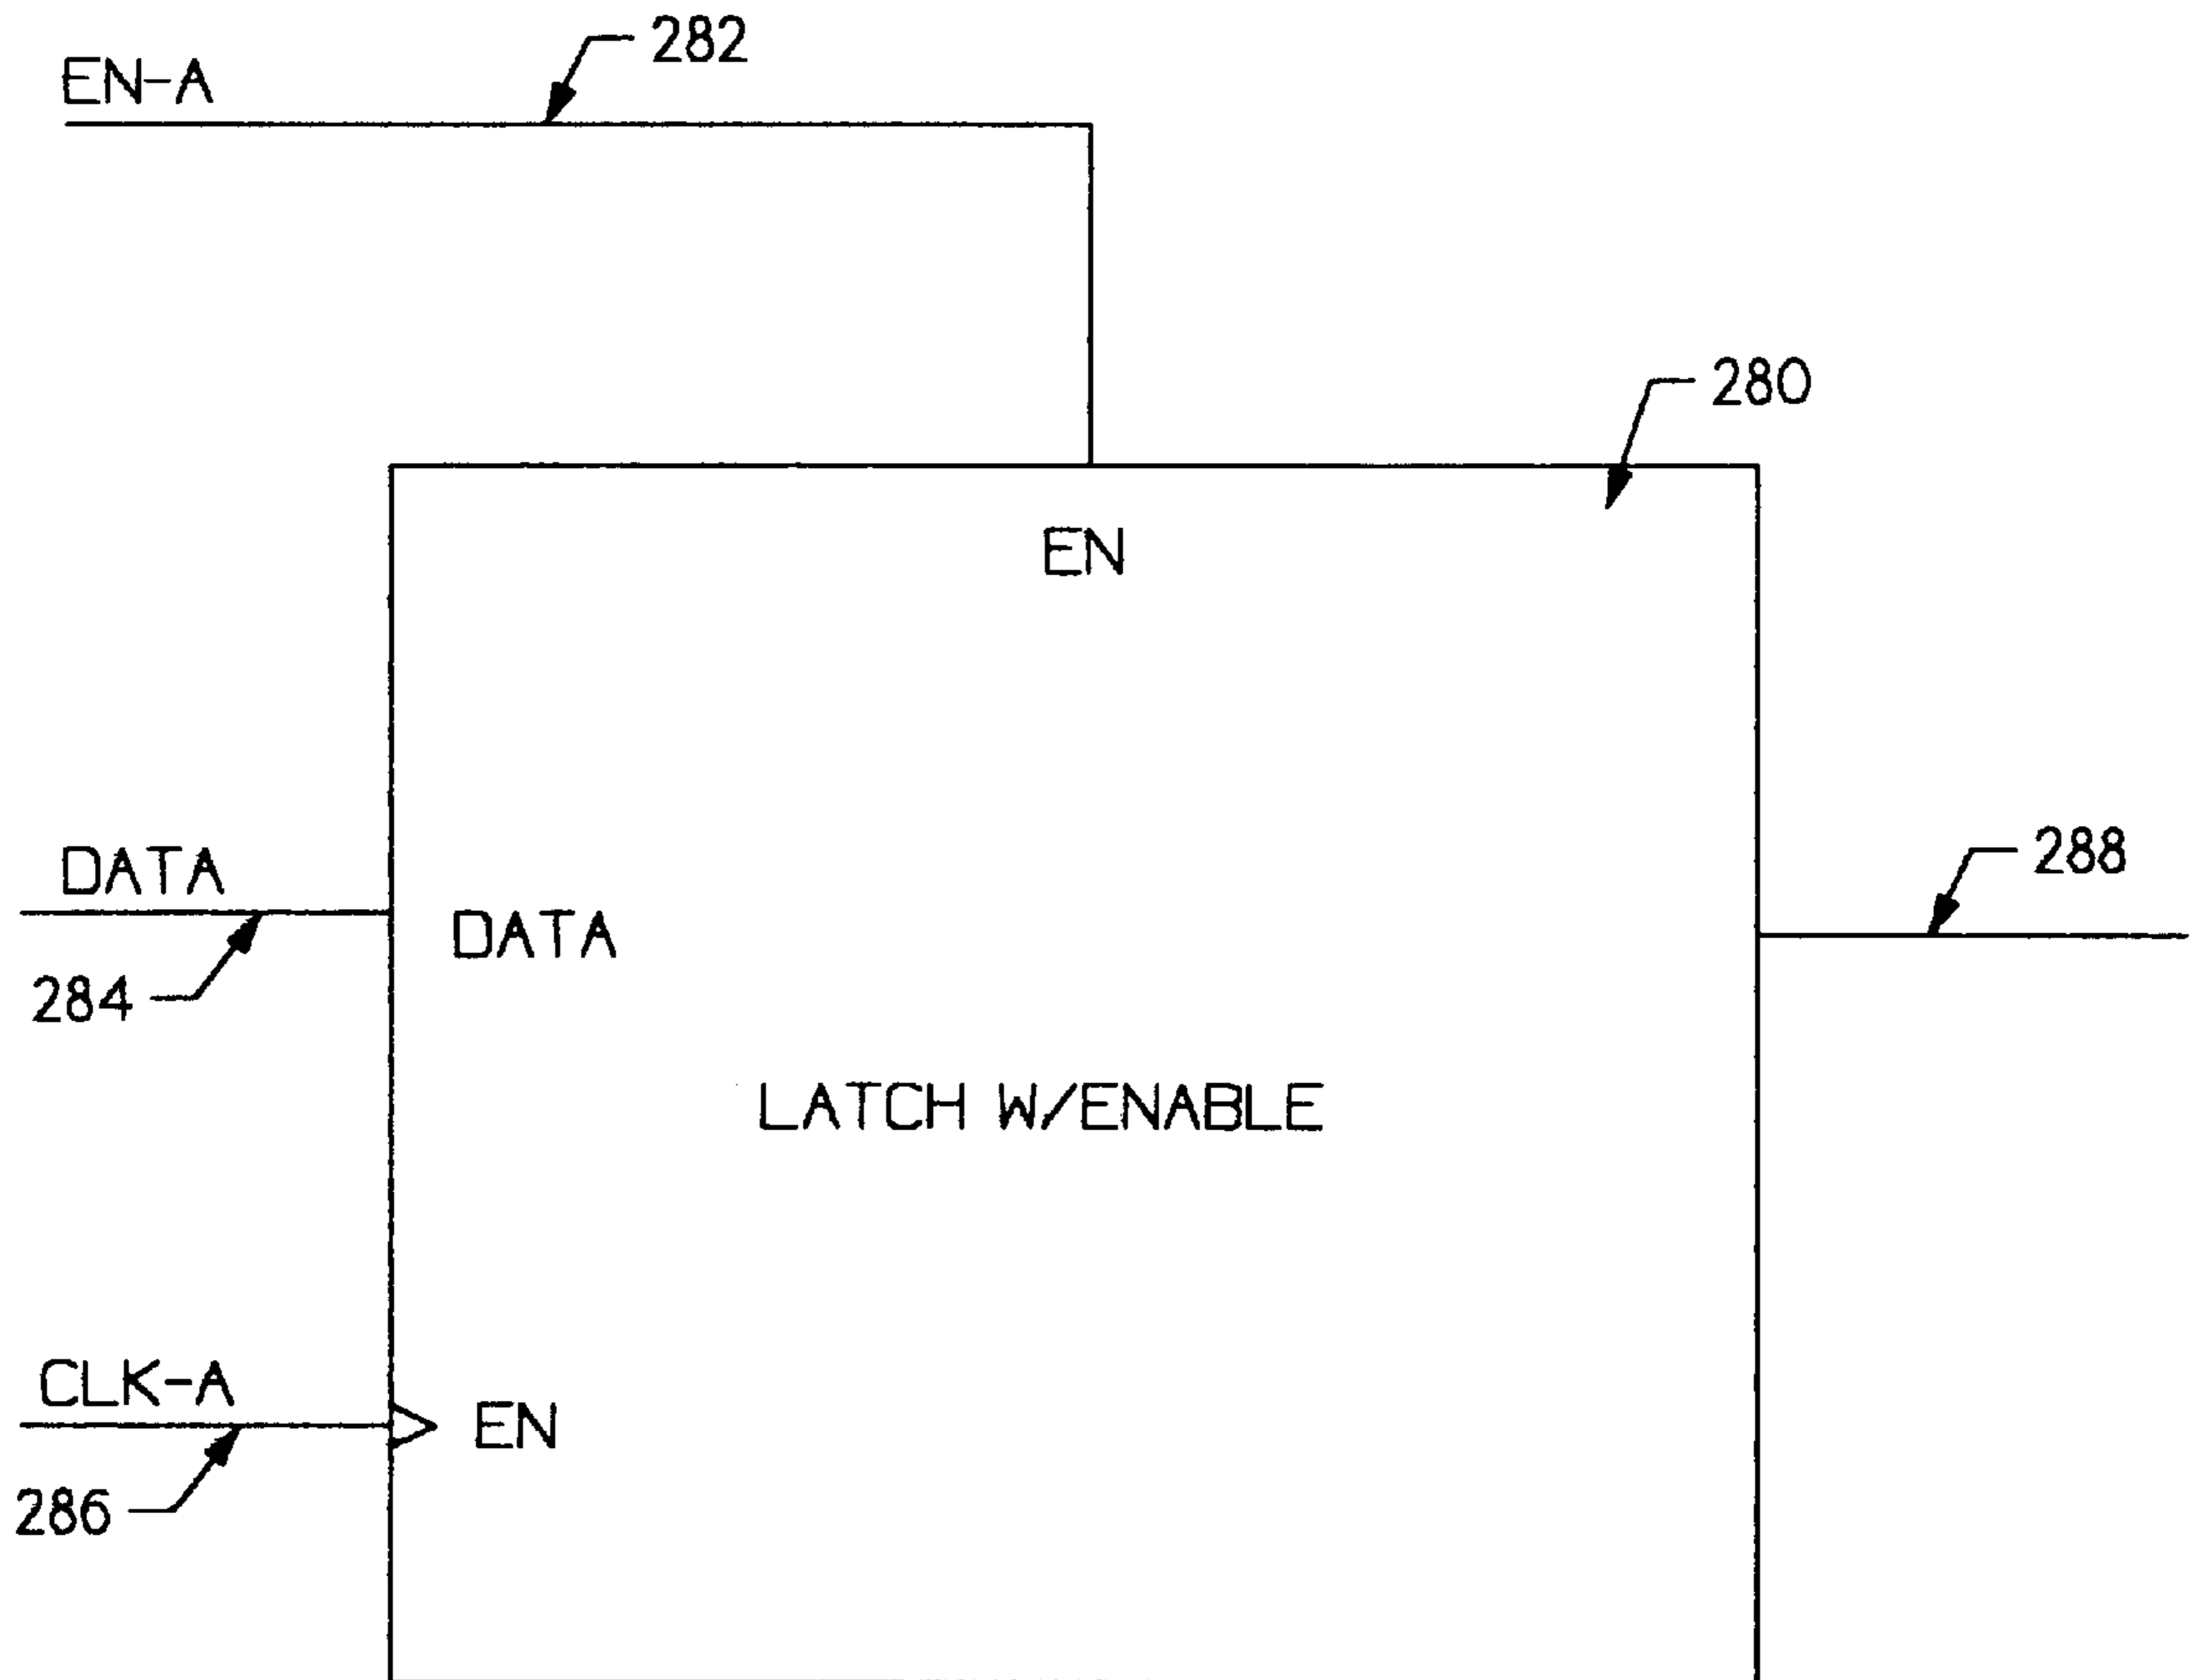 282
EN-A
280
EN
DATA
288
DATA
284
LATCH W/ENABLE
CLK-A
EN
286